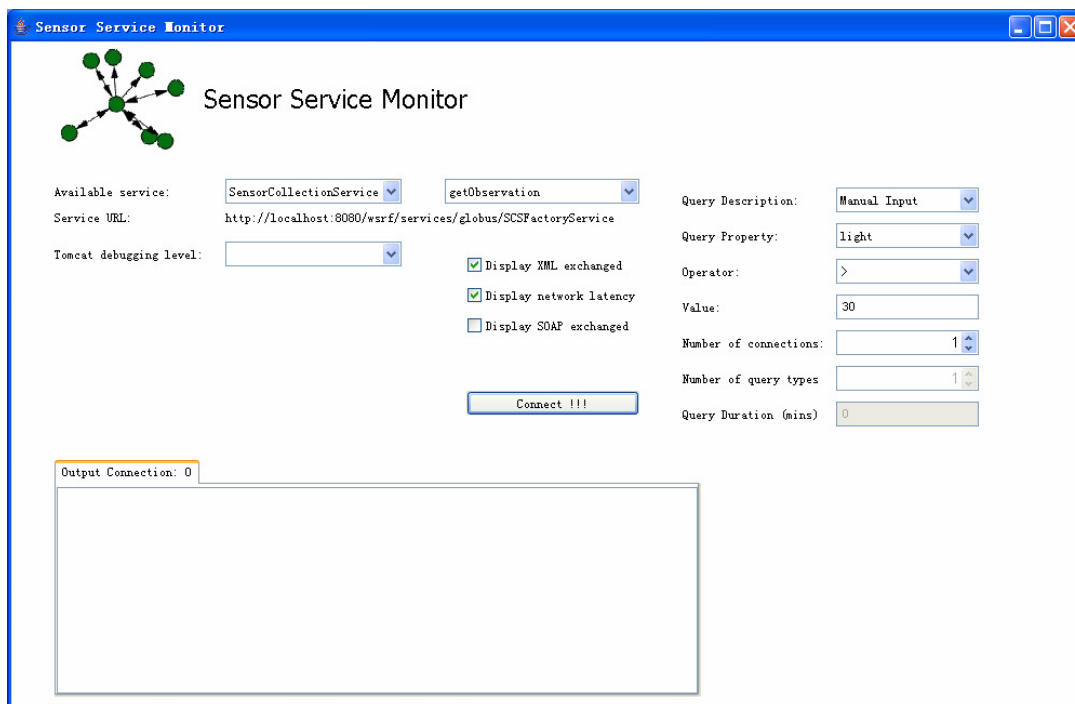 Sensor Service Monitor
Sensor Service Monitor
Available service: SensorCollectionService getObservation
Service URL: http://localhost:8080/wsrf/services/globus/SCSFactoryService
Tomcat debugging level:
Display XML exchanged
Display network latency
Display SOAP exchanged
Connect !!!
Query Description: Manual Input
Query Property: light
Operator: >
Value: 30
Number of connections: 1
Number of query types 1
Query Duration (mins) 0
Output Connection: 0